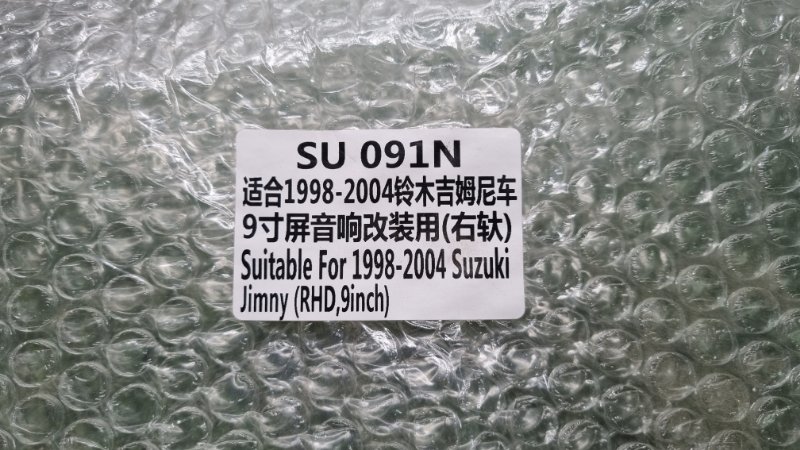 SU 091N
适合1998-2004铃木吉姆尼车
9寸屏音响改装用(右钛)
Suitable For 1998-2004 Suzuki
Jimny (RHD,9inch)